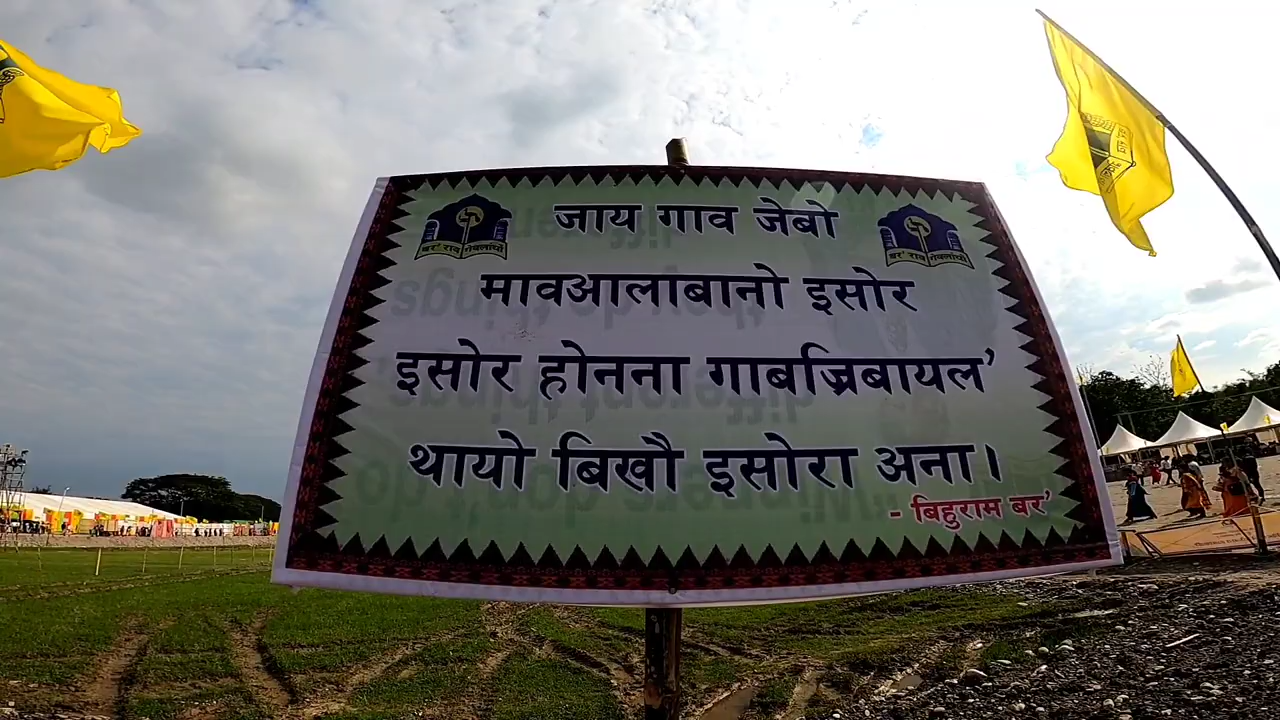 जाय गाव जेबो
मावआलाबानो इसोर
इसोर होनना गाबज्रिबायल’
थायो बिखौ इसोरा अना।
- बिहुराम बर’